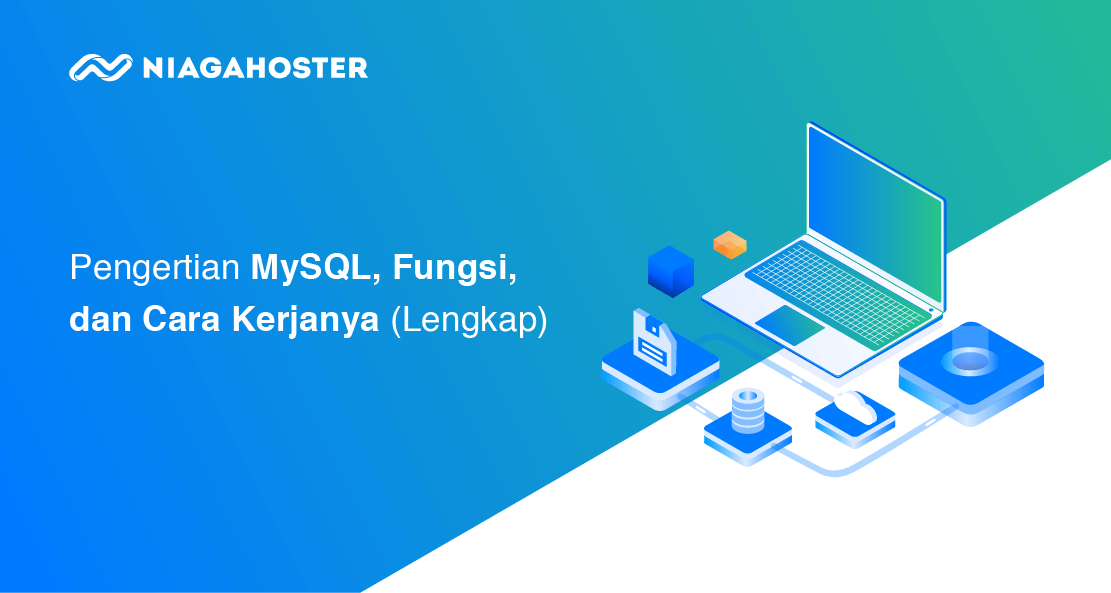 NIAGAHOSTER
Pengertian MySQL, Fungsi,
dan Cara Kerjanya (Lengkap)